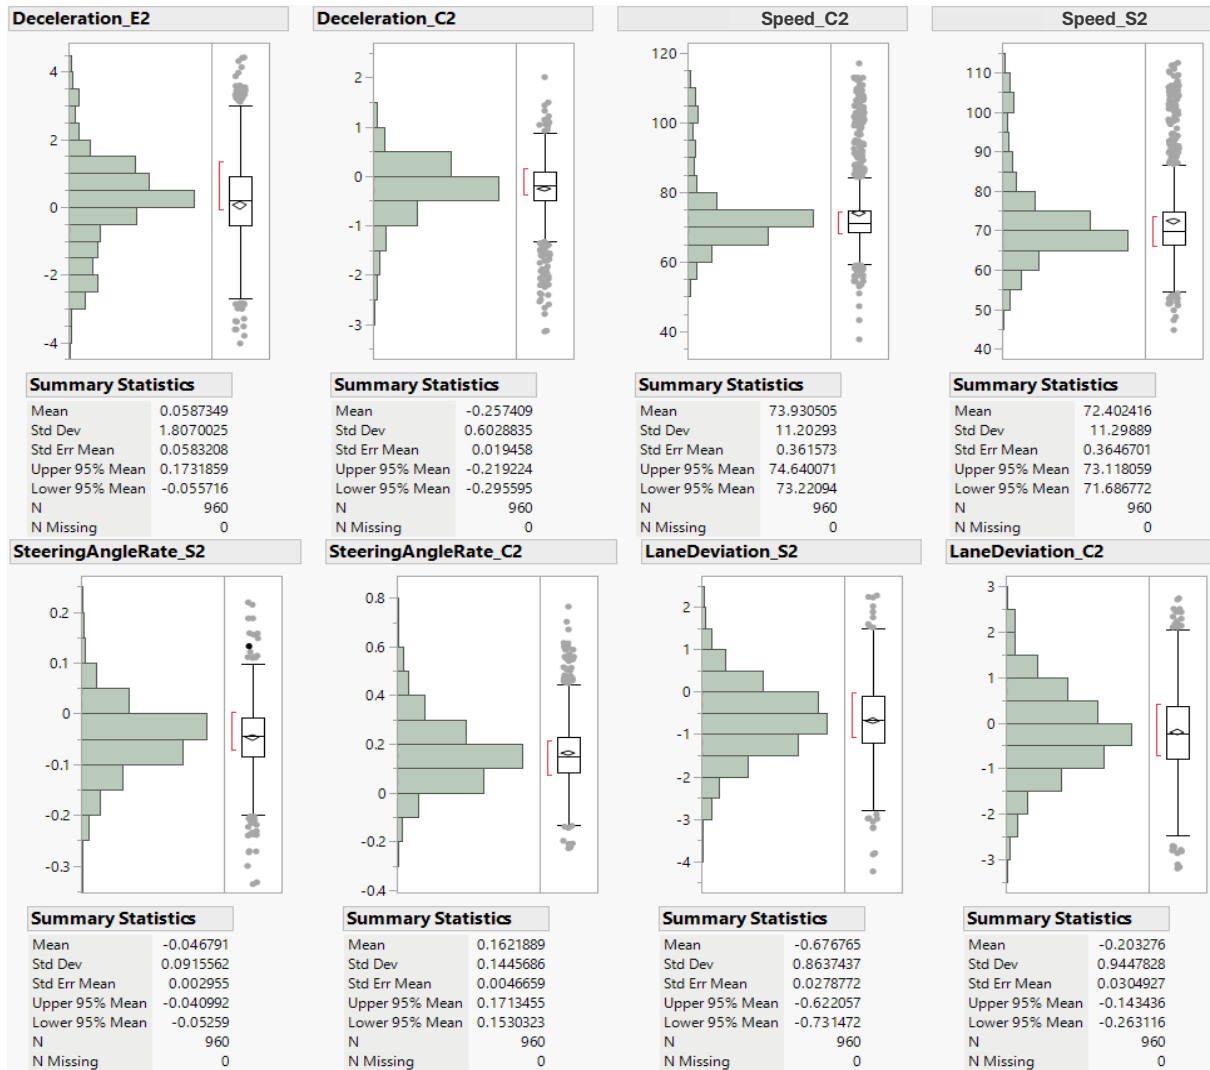 Deceleration_E2
Deceleration_C2
Speed_C2
Speed_S2
4
2
0
-2
-4
2
1
0
-1
-2
-3
120
100
80
60
40
110
100
90
80
70
60
50
40
Summary Statistics
Mean 0.0587349
Std Dev 1.8070025
Std Err Mean 0.0583208
Upper 95% Mean 0.1731859
Lower 95% Mean -0.055716
N 960
N Missing 0
Summary Statistics
Mean -0.257409
Std Dev 0.6028835
Std Err Mean 0.019458
Upper 95% Mean -0.219224
Lower 95% Mean -0.295595
N 960
N Missing 0
Summary Statistics
Mean 73.930505
Std Dev 11.20293
Std Err Mean 0.361573
Upper 95% Mean 74.640071
Lower 95% Mean 73.22094
N 960
N Missing 0
Summary Statistics
Mean 72.402416
Std Dev 11.29889
Std Err Mean 0.3646701
Upper 95% Mean 73.118059
Lower 95% Mean 71.686772
N 960
N Missing 0
SteeringAngleRate_S2
SteeringAngleRate_C2
LaneDeviation_S2
LaneDeviation_C2
0.2
0.1
0
-0.1
-0.2
-0.3
0.8
0.6
0.4
0.2
0
-0.2
-0.4
2
1
0
-1
-2
-3
-4
3
2
1
0
-1
-2
-3
Summary Statistics
Mean -0.046791
Std Dev 0.0915562
Std Err Mean 0.002955
Upper 95% Mean -0.040992
Lower 95% Mean -0.05259
N 960
N Missing 0
Summary Statistics
Mean 0.1621889
Std Dev 0.1445686
Std Err Mean 0.0046659
Upper 95% Mean 0.1713455
Lower 95% Mean 0.1530323
N 960
N Missing 0
Summary Statistics
Mean -0.676765
Std Dev 0.8637437
Std Err Mean 0.0278772
Upper 95% Mean -0.622057
Lower 95% Mean -0.731472
N 960
N Missing 0
Summary Statistics
Mean -0.203276
Std Dev 0.9447828
Std Err Mean 0.0304927
Upper 95% Mean -0.143436
Lower 95% Mean -0.263116
N 960
N Missing 0